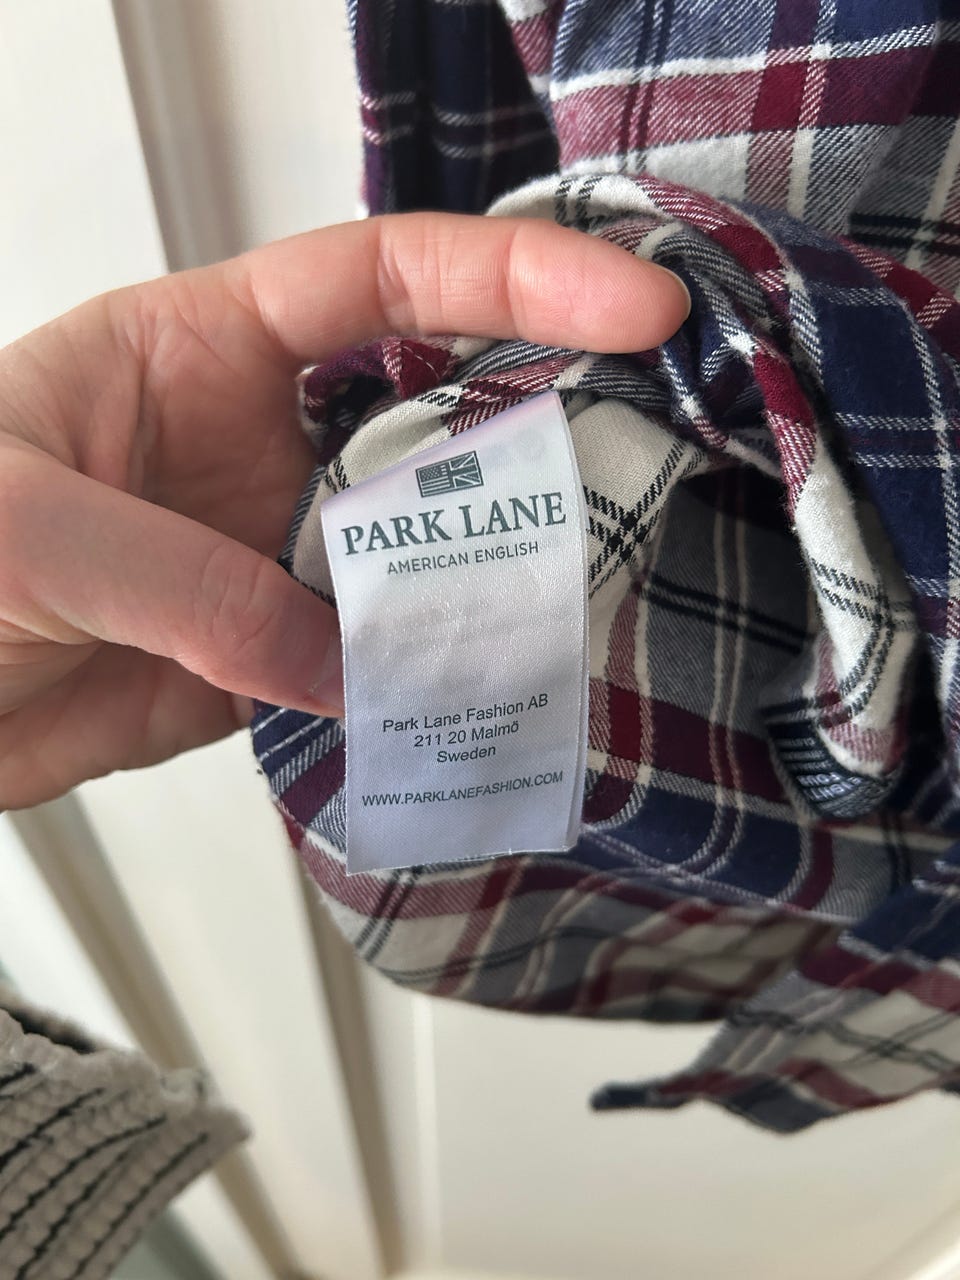 PARK LANE
AMERICAN ENGLISH
Park Lane Fashion AB
211 20 Malmö
Sweden
WWW.PARKLANEFASHION.COM